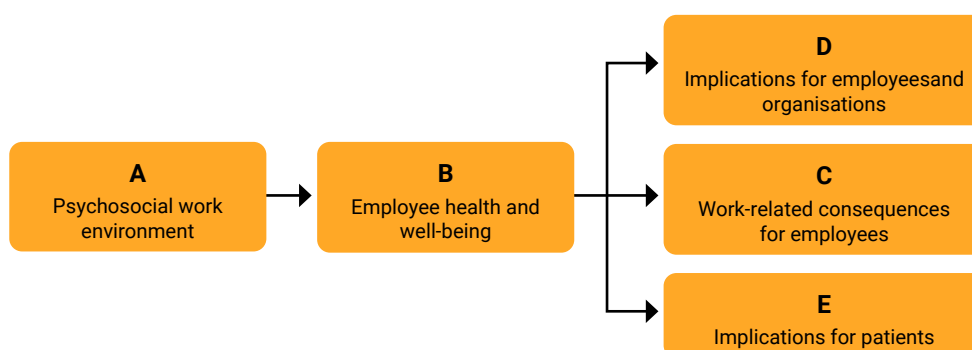 A
Psychosocial work
environment
B
Employee health and
well-being
D
Implications for employeesand
organisations
C
Work-related consequences
for employees
E
Implications for patients